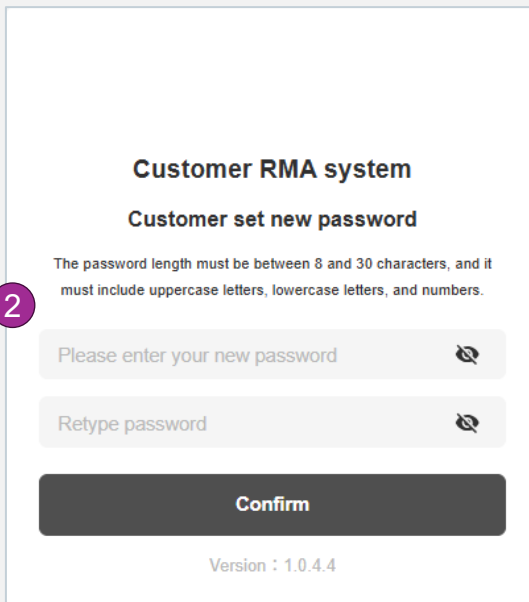 Customer RMA system
Customer set new password
The password length must be between 8 and 30 characters, and it
must include uppercase letters, lowercase letters, and numbers.
2
Please enter your new password
Retype password
Confirm
Version：1.0.4.4